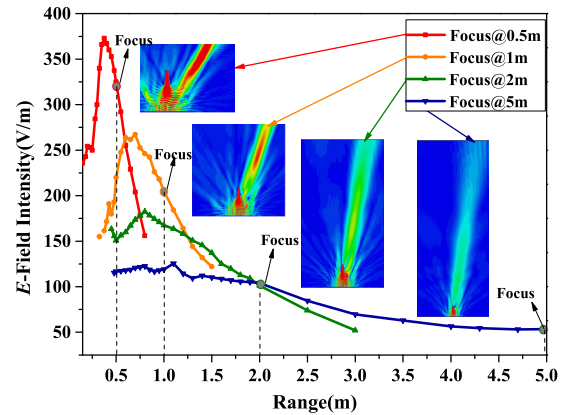 E-Field Intensity(V/m)
400
350
300
250
200
150
100
50
0.5
1.0
1.5
2.0
2.5
3.0
3.5
4.0
4.5
5.0
Range(m)
Focus@0.5m
Focus@1m
Focus@2m
Focus@5m
Focus
Focus
Focus
Focus